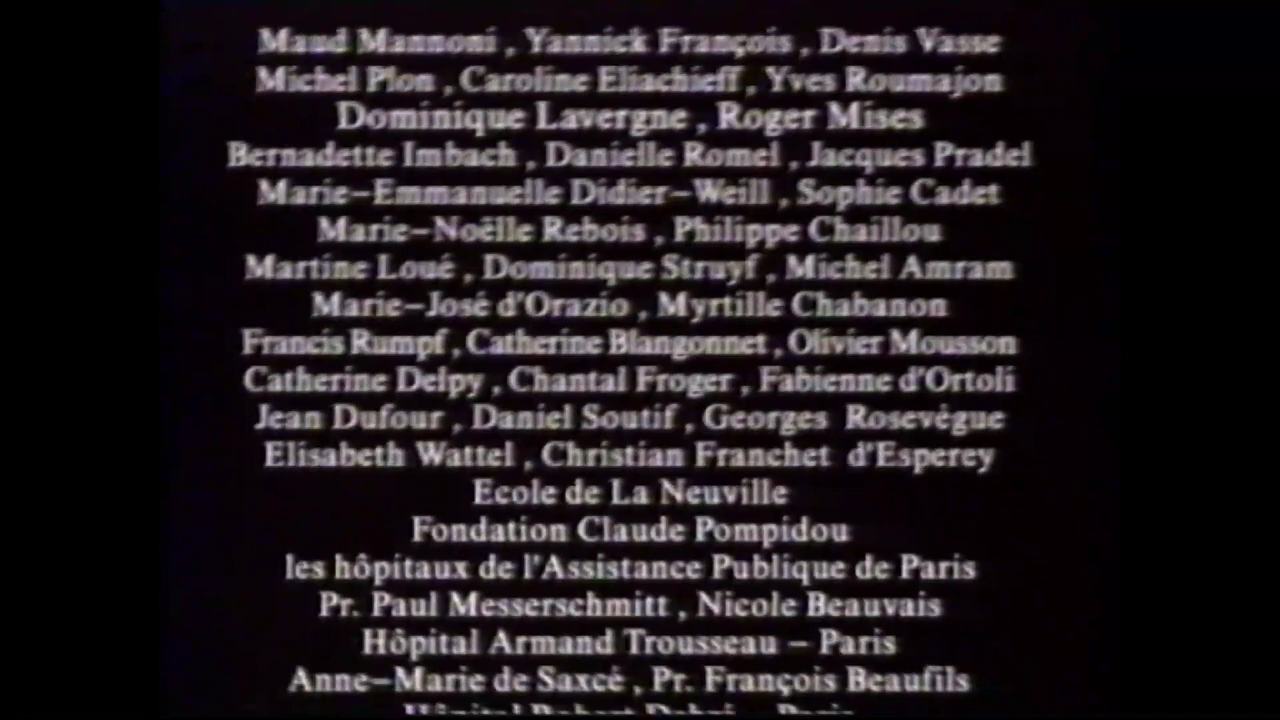 Maud Mannoni , Yannick François , Denis Vasse
Michel Plon , Caroline Eliachieff , Yves Roumajon
Dominique Lavergne , Roger Mises
Bernadette Imbach , Danielle Romel , Jacques Pradel
Marie-Emmanuelle Didier-Weill , Sophie Cadet
Marie-Noëlle Rebois , Philippe Chaillou
Martine Loué , Dominique Struyf , Michel Amram
Marie-José d'Orazio , Myrtille Chabanon
Francis Rumpf , Catherine Blangonnet , Olivier Mousson
Catherine Delpy , Chantal Froger , Fabienne d'Ortoli
Jean Dufour , Daniel Soutif , Georges Rosevègue
Elisabeth Wattel , Christian Franchet d'Esperey
Ecole de La Neuville
Fondation Claude Pompidou
les hôpitaux de l'Assistance Publique de Paris
Pr. Paul Messerschmitt , Nicole Beauvais
Hôpital Armand Trousseau - Paris
Anne-Marie de Saxcé , Pr. François Beaufils
Hôpital Robert Debré - Paris